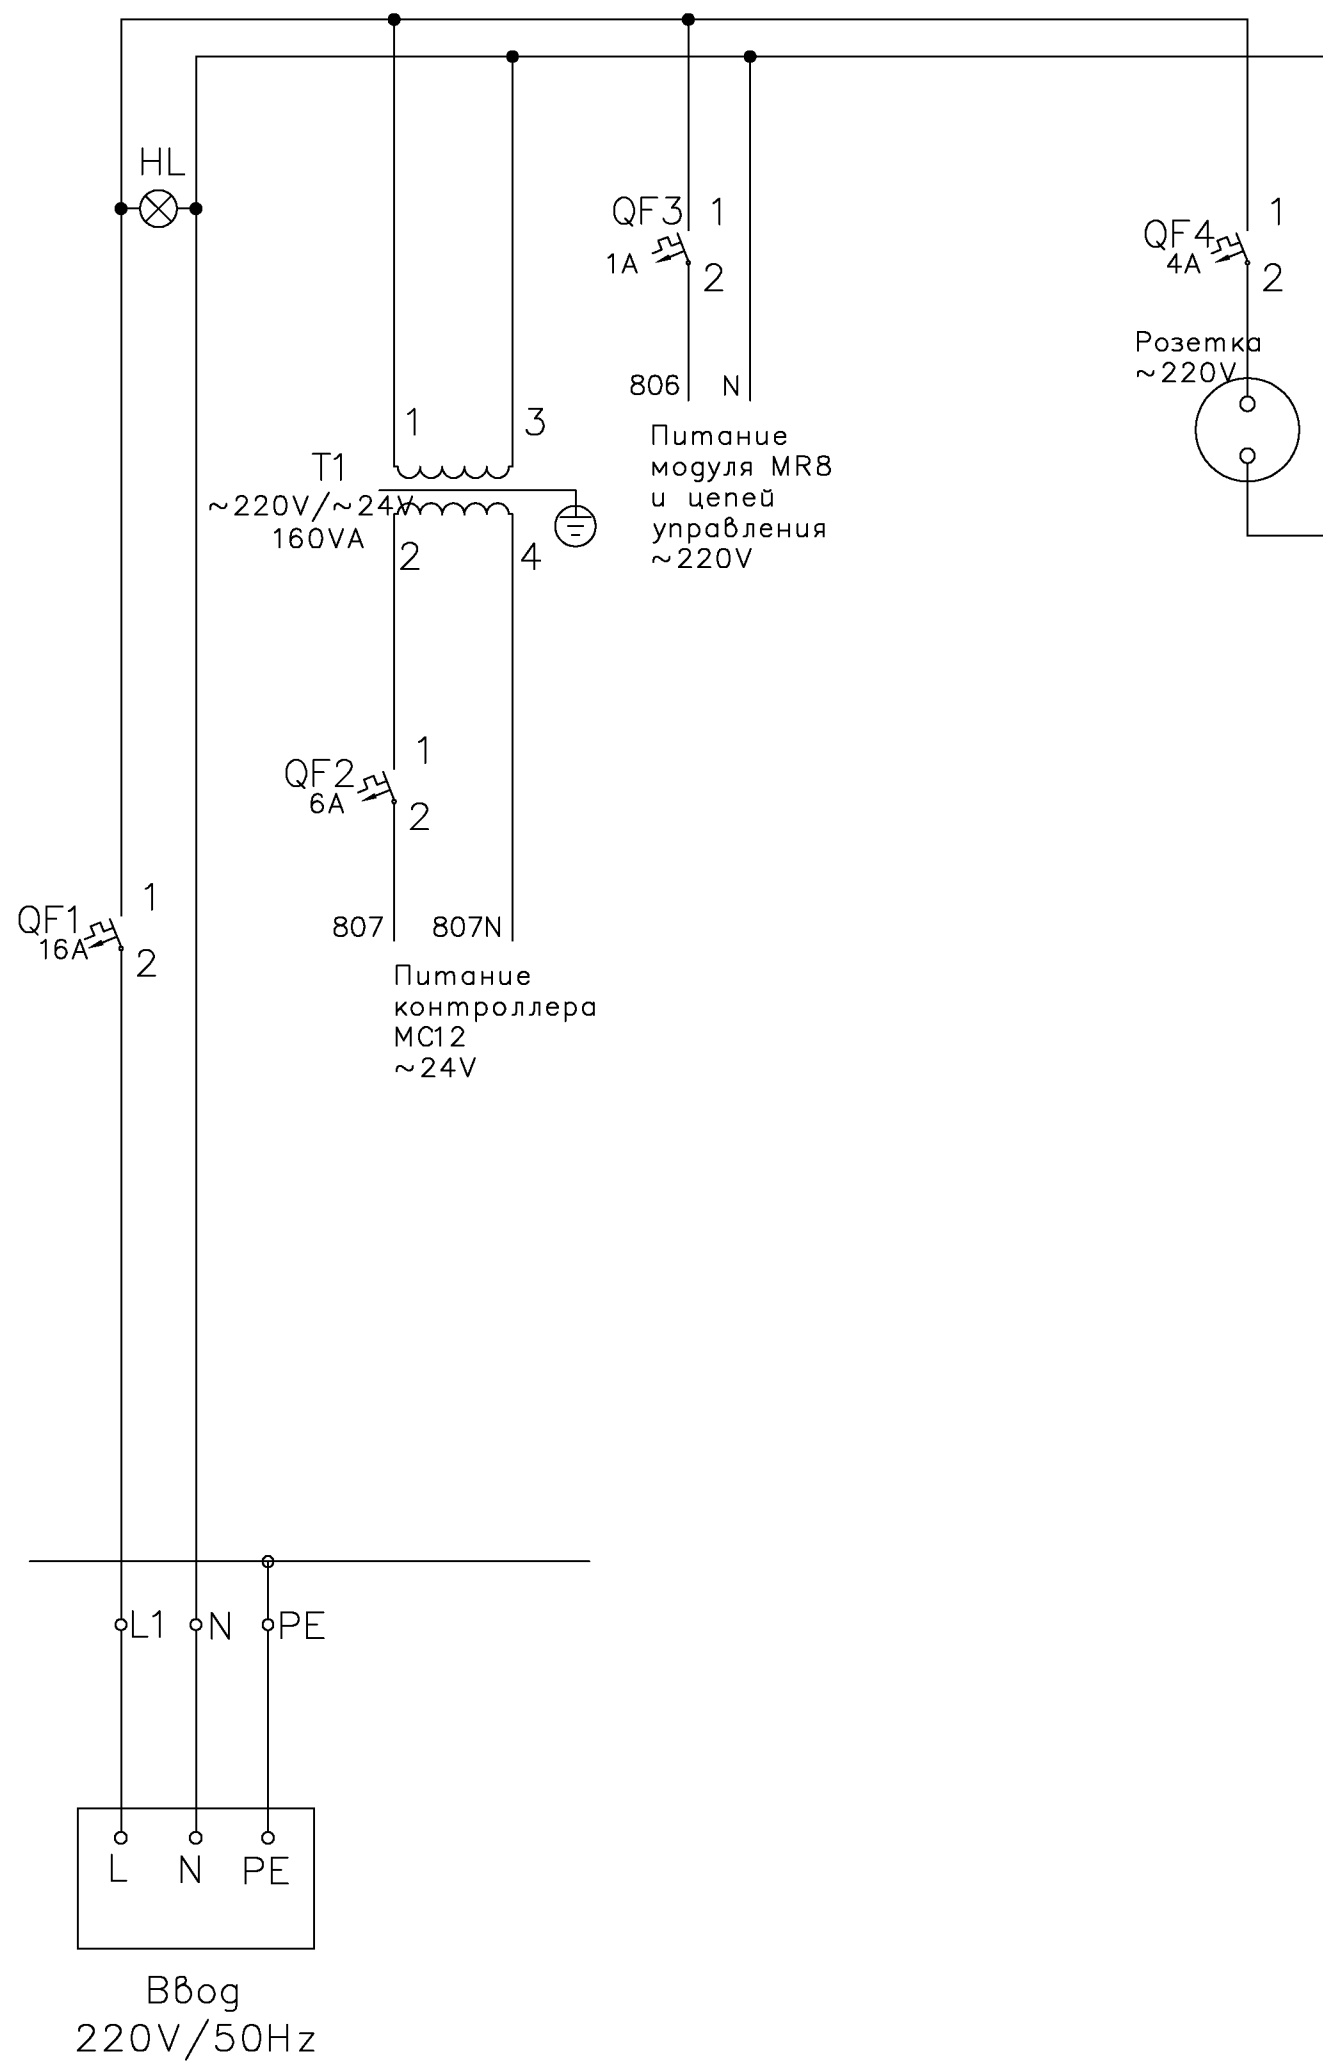 HL
QF3 1
1A
2
QF4 1
4A
2
Розетка
~220V
806 N
1 3
T1
~220V/~24V
160VA
2 4
Питание
модуля MR8
и цепей
управления
~220V
QF2 1
6A
2
QF1 1
16A
2
807 807N
Питание
контроллера
MC12
~24V
L1 N PE
L N PE
Ввод
220V/50Hz